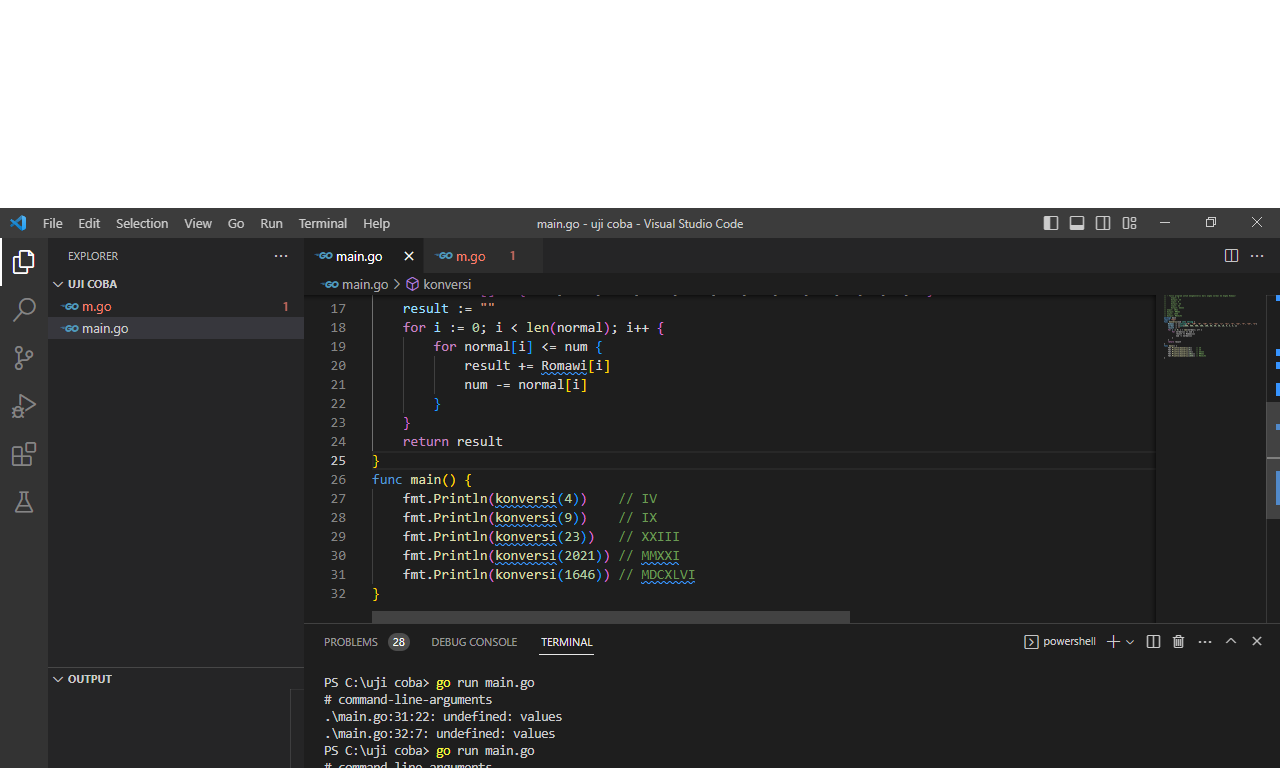 File Edit Selection View Go Run Terminal Help
main.go - uji coba - Visual Studio Code
EXPLORER
UJI COBA
m.go 1
main.go
OUTPUT
main.go
m.go 1
main.go > konversi
17 result := ""
18 for i := 0; i < len(normal); i++ {
19 for normal[i] <= num {
20 result += Romawi[i]
21 num -= normal[i]
22 }
23 }
24 return result
25 }
26 func main() {
27 fmt.Println(konversi(4)) // IV
28 fmt.Println(konversi(9)) // IX
29 fmt.Println(konversi(23)) // XXIII
30 fmt.Println(konversi(2021)) // MMXXI
31 fmt.Println(konversi(1646)) // MDCXLVI
32 }
PROBLEMS 28 DEBUG CONSOLE TERMINAL
powershell
PS C:\uji coba> go run main.go
# command-line-arguments
.\main.go:31:22: undefined: values
.\main.go:32:7: undefined: values
PS C:\uji coba> go run main.go
# command-line-arguments